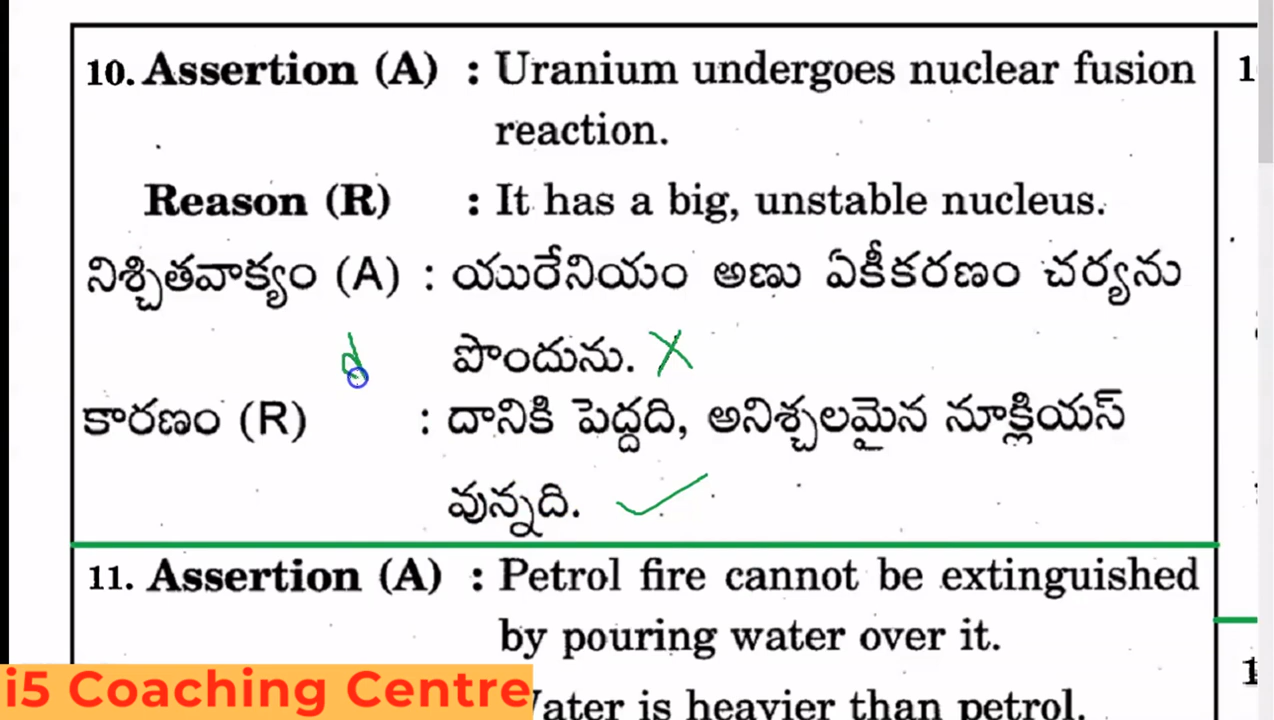 10. Assertion (A) : Uranium undergoes nuclear fusion
reaction.
Reason (R) : It has a big, unstable nucleus.
నిశ్చితవాక్యం (A) : యురేనియం అణు ఏకీకరణం చర్యను
పొందును. X
d
కారణం (R) : దానికి పెద్దది, అనిశ్చలమైన నూక్లియస్
వున్నది. ✓
11. Assertion (A) : Petrol fire cannot be extinguished
by pouring water over it.
Water is heavier than petrol.
i5 Coaching Centre